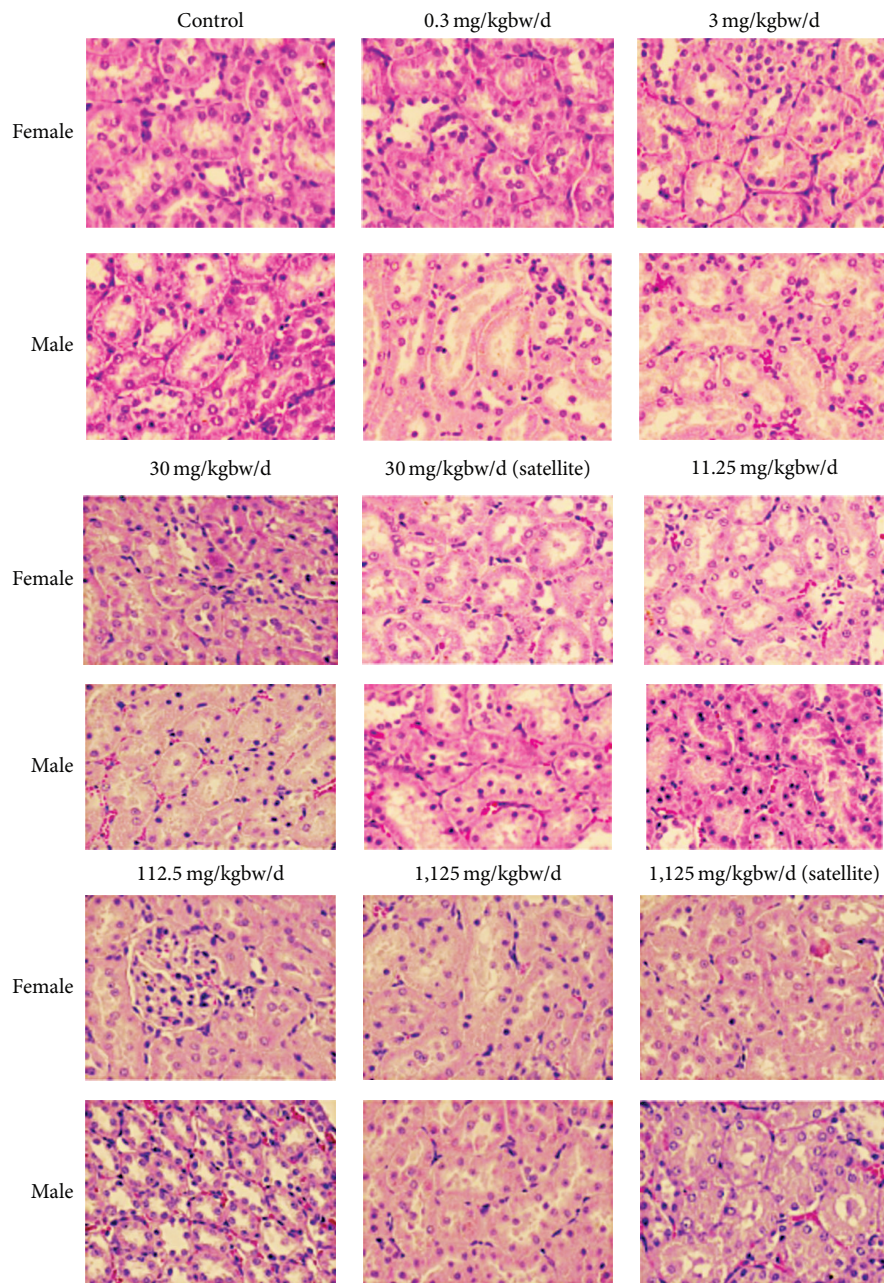 Control 0.3 mg/kgbw/d 3 mg/kgbw/d
Female
Male
30 mg/kgbw/d 30 mg/kgbw/d (satellite) 11.25 mg/kgbw/d
Female
Male
112.5 mg/kgbw/d 1,125 mg/kgbw/d 1,125 mg/kgbw/d (satellite)
Female
Male